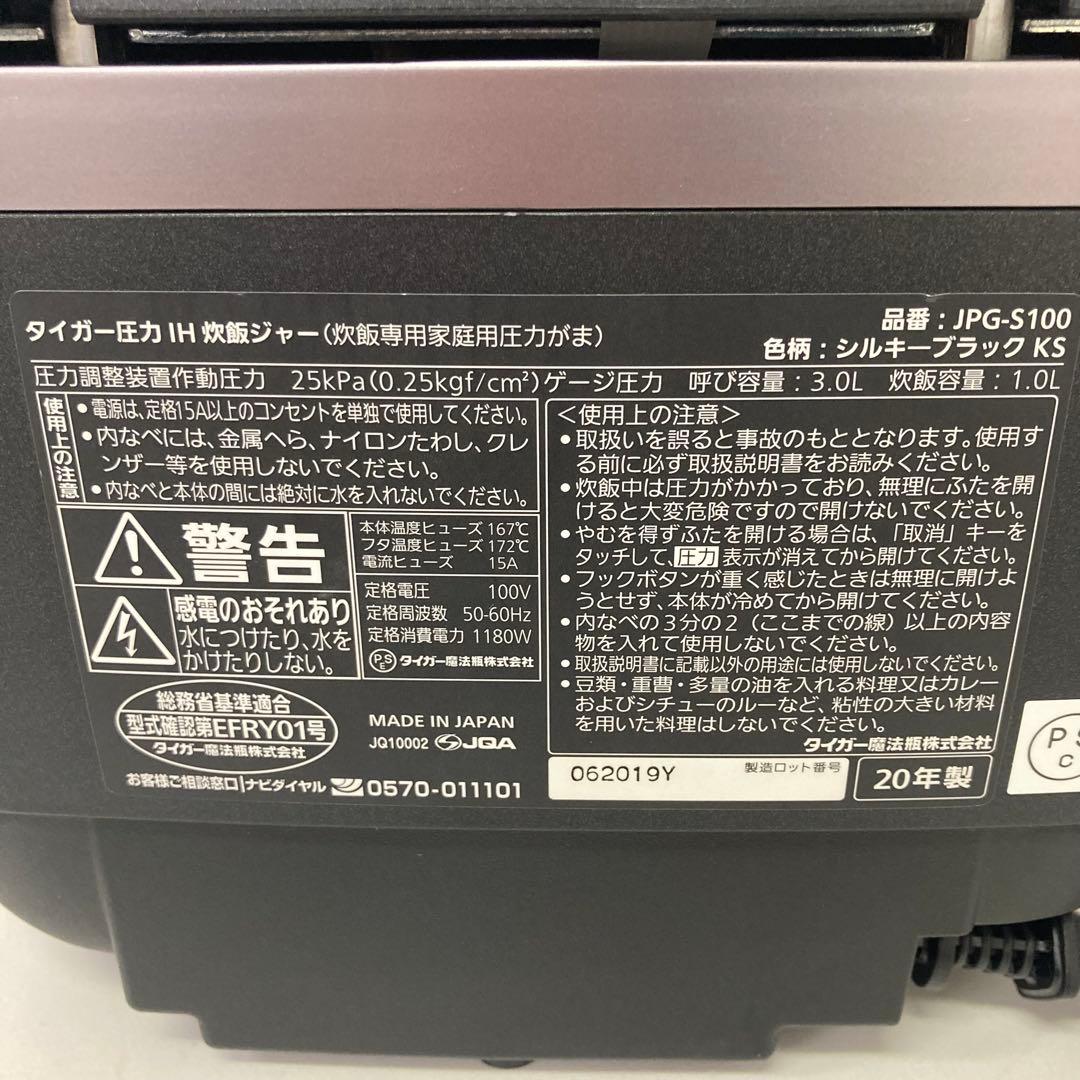 タイガー圧力IH炊飯ジャー(炊飯専用家庭用圧力がま)
品番:JPG-S100
色柄:シルキーブラック KS
圧力調整装置作動圧力 25kPa(0.25kgf/cm²)ゲージ圧力 呼び容量:3.0L 炊飯容量:1.0L
使用上の注意
•電源は、定格15A以上のコンセントを単独で使用してください。
•内なべには、金属へら、ナイロンたわし、クレ
ンザー等を使用しないでください。
•内なべと本体の間には絶対に水を入れないでください。
警告
感電のおそれあり
水につけたり、水を
かけたりしない。
本体温度ヒューズ 167℃
フタ温度ヒューズ 172℃
電流ヒューズ 15A
定格電圧 100V
定格周波数 50-60Hz
定格消費電力 1180W
PSE タイガー魔法瓶株式会社
総務省基準適合
型式確認第EFRY01号
タイガー魔法瓶株式会社
MADE IN JAPAN
JQ10002 JQA
お客様ご相談窓口 ナビダイヤル 0570-011101
<使用上の注意>
•取扱いを誤ると事故のもととなります。使用す
る前に必ず取扱説明書をお読みください。
•炊飯中は圧力がかかっており、無理にふたを開
けると大変危険ですので開けないでください。
•やむを得ずふたを開ける場合は、「取消」キーを
タッチして、圧力表示が消えてから開けてください。
•フックボタンが重く感じたときは無理に開けよ
うとせず、本体が冷めてから開けてください。
•内なべの3分の2(ここまでの線)以上の内容
物を入れて使用しないでください。
•取扱説明書に記載以外の用途には使用しないでください。
•豆類・重曹・多量の油を入れる料理又はカレー
およびシチューのルーなど、粘性の大きい材料
を用いた料理はしないでください。
タイガー魔法瓶株式会社
062019Y 製造ロット番号
20年製
PS
C